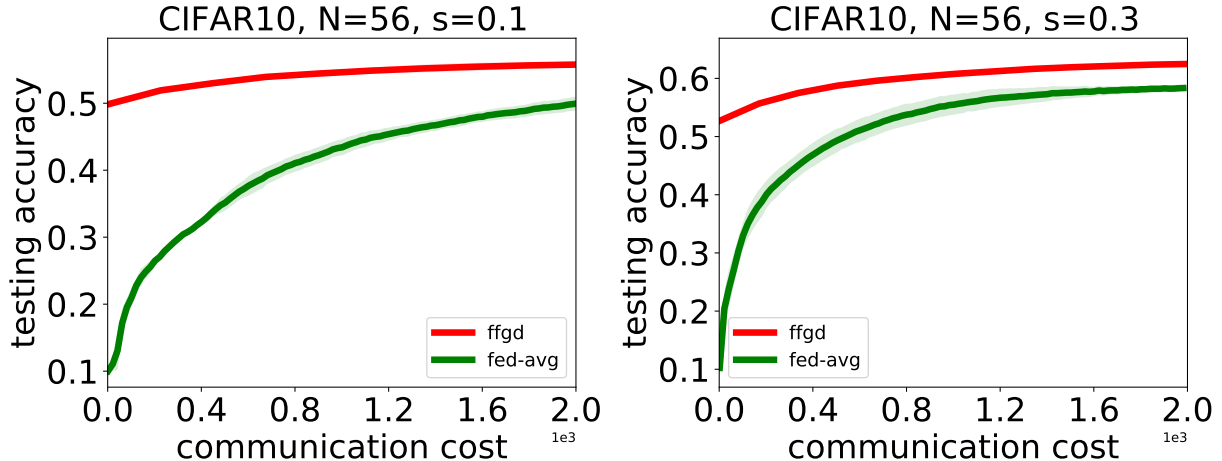 CIFAR10, N=56, s=0.1
testing accuracy
0.5
0.4
0.3
0.2
0.1
ffgd
fed-avg
0.0 0.4 0.8 1.2 1.6 2.0
1e3
communication cost
CIFAR10, N=56, s=0.3
testing accuracy
0.6
0.5
0.4
0.3
0.2
0.1
ffgd
fed-avg
0.0 0.4 0.8 1.2 1.6 2.0
1e3
communication cost